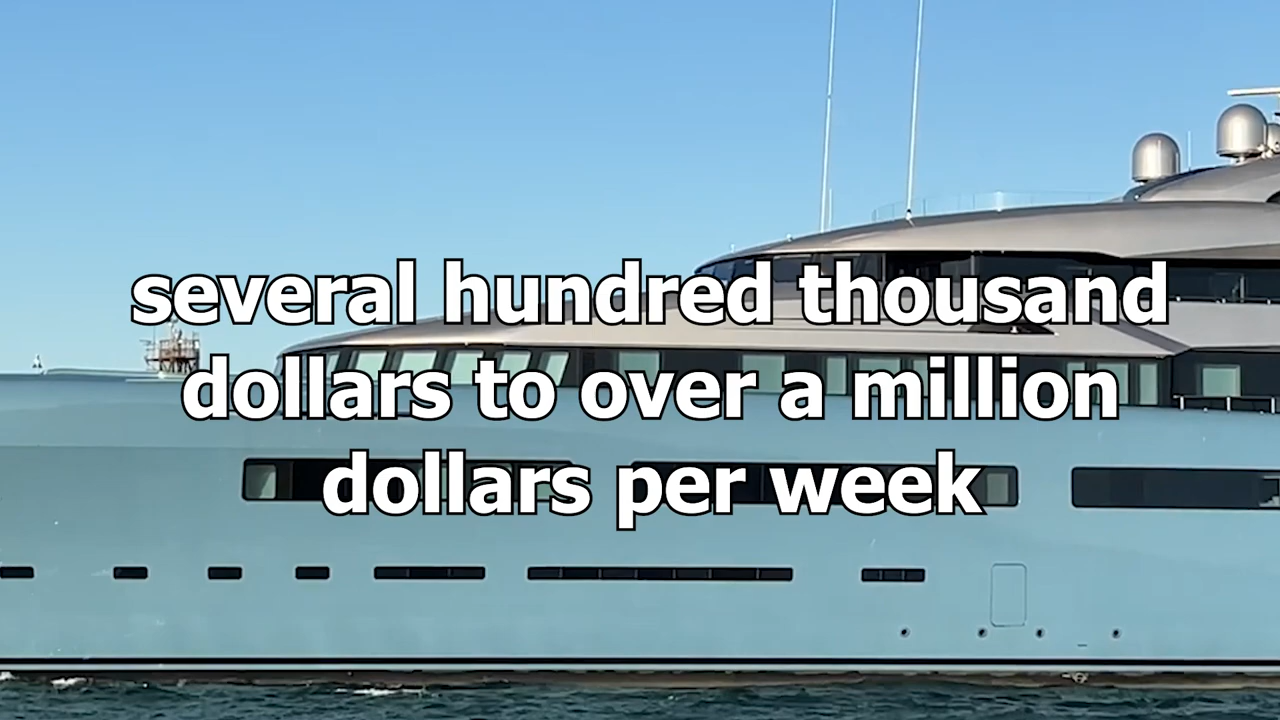 several hundred thousand
dollars to over a million
dollars per week